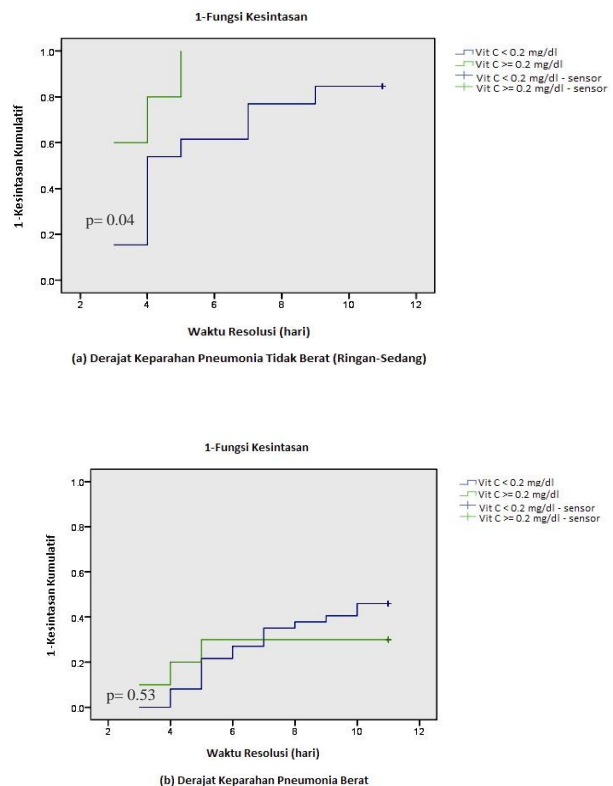 1-Fungsi Kesintasan
1-Kesintasan Kumulatif
1.0
0.8
0.6
0.4
0.2
0.0
p= 0.04
2 4 6 8 10 12
Waktu Resolusi (hari)
Vit C < 0.2 mg/dl
Vit C >= 0.2 mg/dl
Vit C < 0.2 mg/dl - sensor
Vit C >= 0.2 mg/dl - sensor
(a) Derajat Keparahan Pneumonia Tidak Berat (Ringan-Sedang)
1-Fungsi Kesintasan
1-Kesintasan Kumulatif
1.0
0.8
0.6
0.4
0.2
0.0
p= 0.53
2 4 6 8 10 12
Waktu Resolusi (hari)
Vit C < 0.2 mg/dl
Vit C >= 0.2 mg/dl
Vit C < 0.2 mg/dl - sensor
Vit C >= 0.2 mg/dl - sensor
(b) Derajat Keparahan Pneumonia Berat